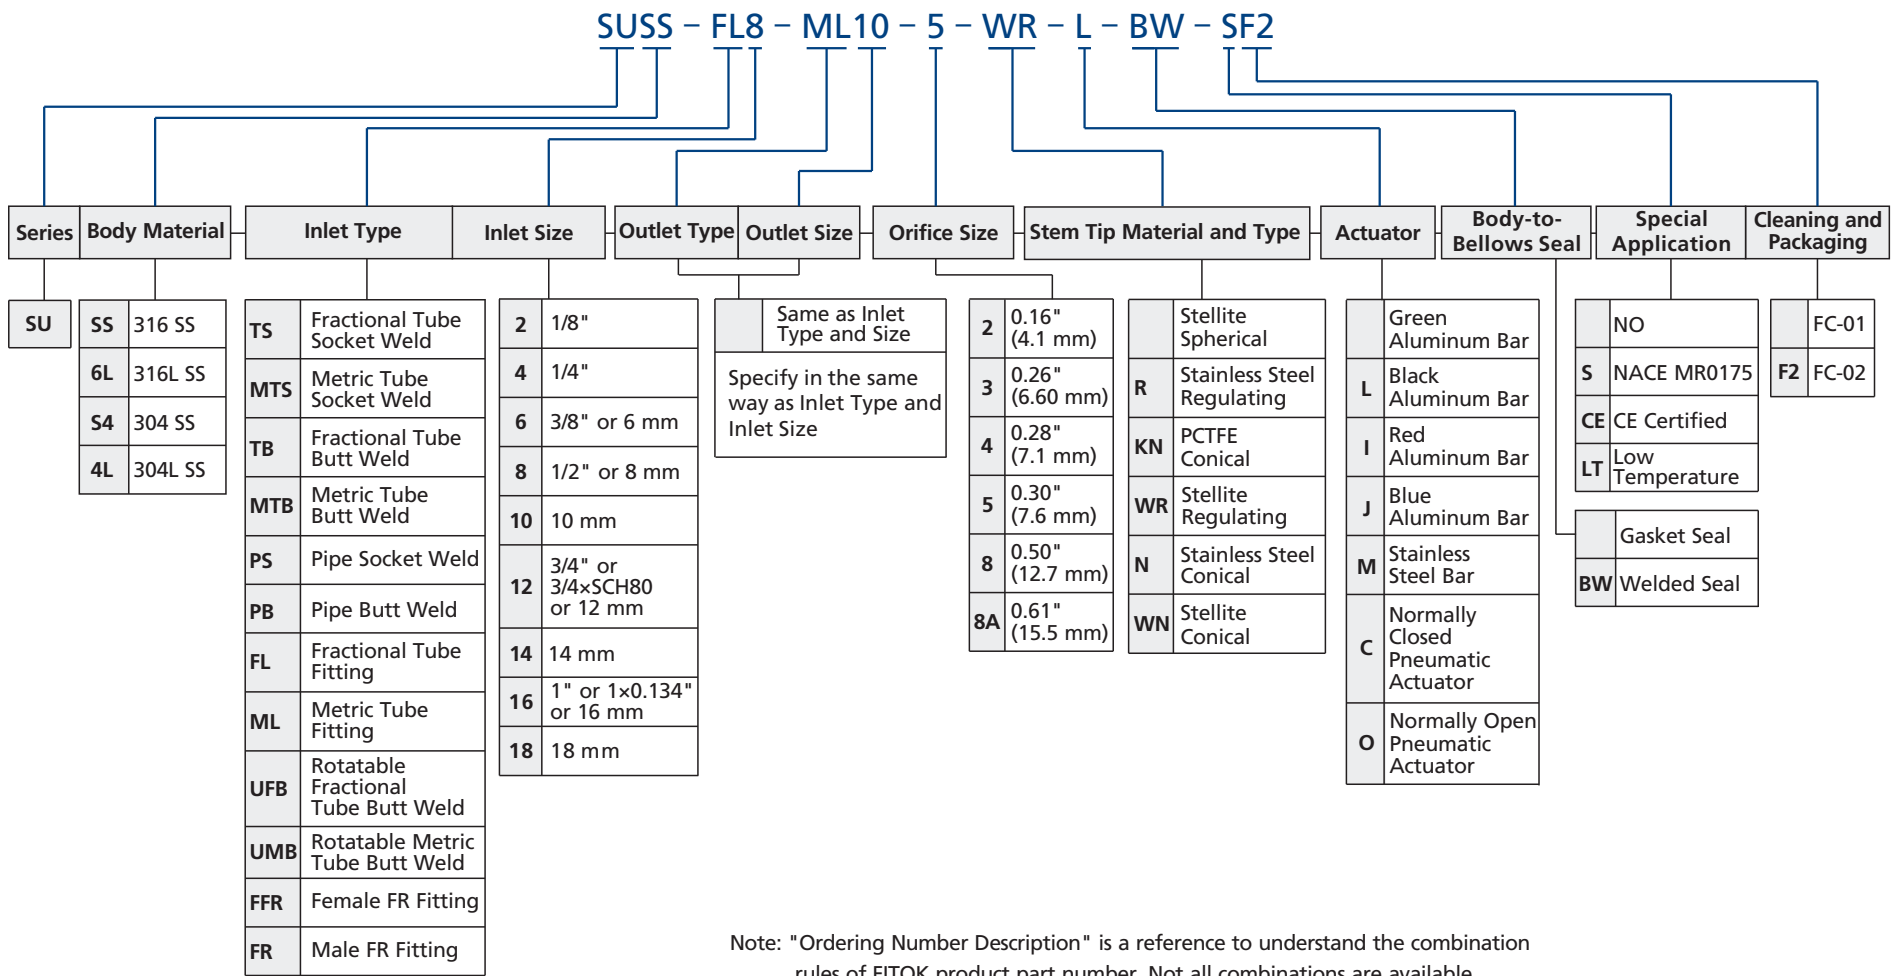 SUSS – FL8 – ML10 – 5 – WR – L – BW – SF2
Series
Body Material
Inlet Type
Inlet Size
Outlet Type
Outlet Size
Orifice Size
Stem Tip Material and Type
Actuator
Body-to-
Bellows Seal
Special
Application
Cleaning and
Packaging
SU
SS 316 SS
6L 316L SS
S4 304 SS
4L 304L SS
TS Fractional Tube
Socket Weld
MTS Metric Tube
Socket Weld
TB Fractional Tube
Butt Weld
MTB Metric Tube
Butt Weld
PS Pipe Socket Weld
PB Pipe Butt Weld
FL Fractional Tube
Fitting
ML Metric Tube
Fitting
UFB Rotatable
Fractional
Tube Butt Weld
UMB Rotatable Metric
Tube Butt Weld
FFR Female FR Fitting
FR Male FR Fitting
2 1/8"
4 1/4"
6 3/8" or 6 mm
8 1/2" or 8 mm
10 10 mm
12 3/4" or
3/4×SCH80
or 12 mm
14 14 mm
16 1" or 1×0.134"
or 16 mm
18 18 mm
Same as Inlet
Type and Size
Specify in the same
way as Inlet Type and
Inlet Size
2 0.16"
(4.1 mm)
3 0.26"
(6.60 mm)
4 0.28"
(7.1 mm)
5 0.30"
(7.6 mm)
8 0.50"
(12.7 mm)
8A 0.61"
(15.5 mm)
Stellite
Spherical
R Stainless Steel
Regulating
KN PCTFE
Conical
WR Stellite
Regulating
N Stainless Steel
Conical
WN Stellite
Conical
Green
Aluminum Bar
L Black
Aluminum Bar
I Red
Aluminum Bar
J Blue
Aluminum Bar
M Stainless
Steel Bar
C Normally
Closed
Pneumatic
Actuator
O Normally Open
Pneumatic
Actuator
NO
S NACE MR0175
CE CE Certified
LT Low
Temperature
Gasket Seal
BW Welded Seal
FC-01
F2 FC-02
Note: "Ordering Number Description" is a reference to understand the combination
rules of FITOK product part number. Not all combinations are available.